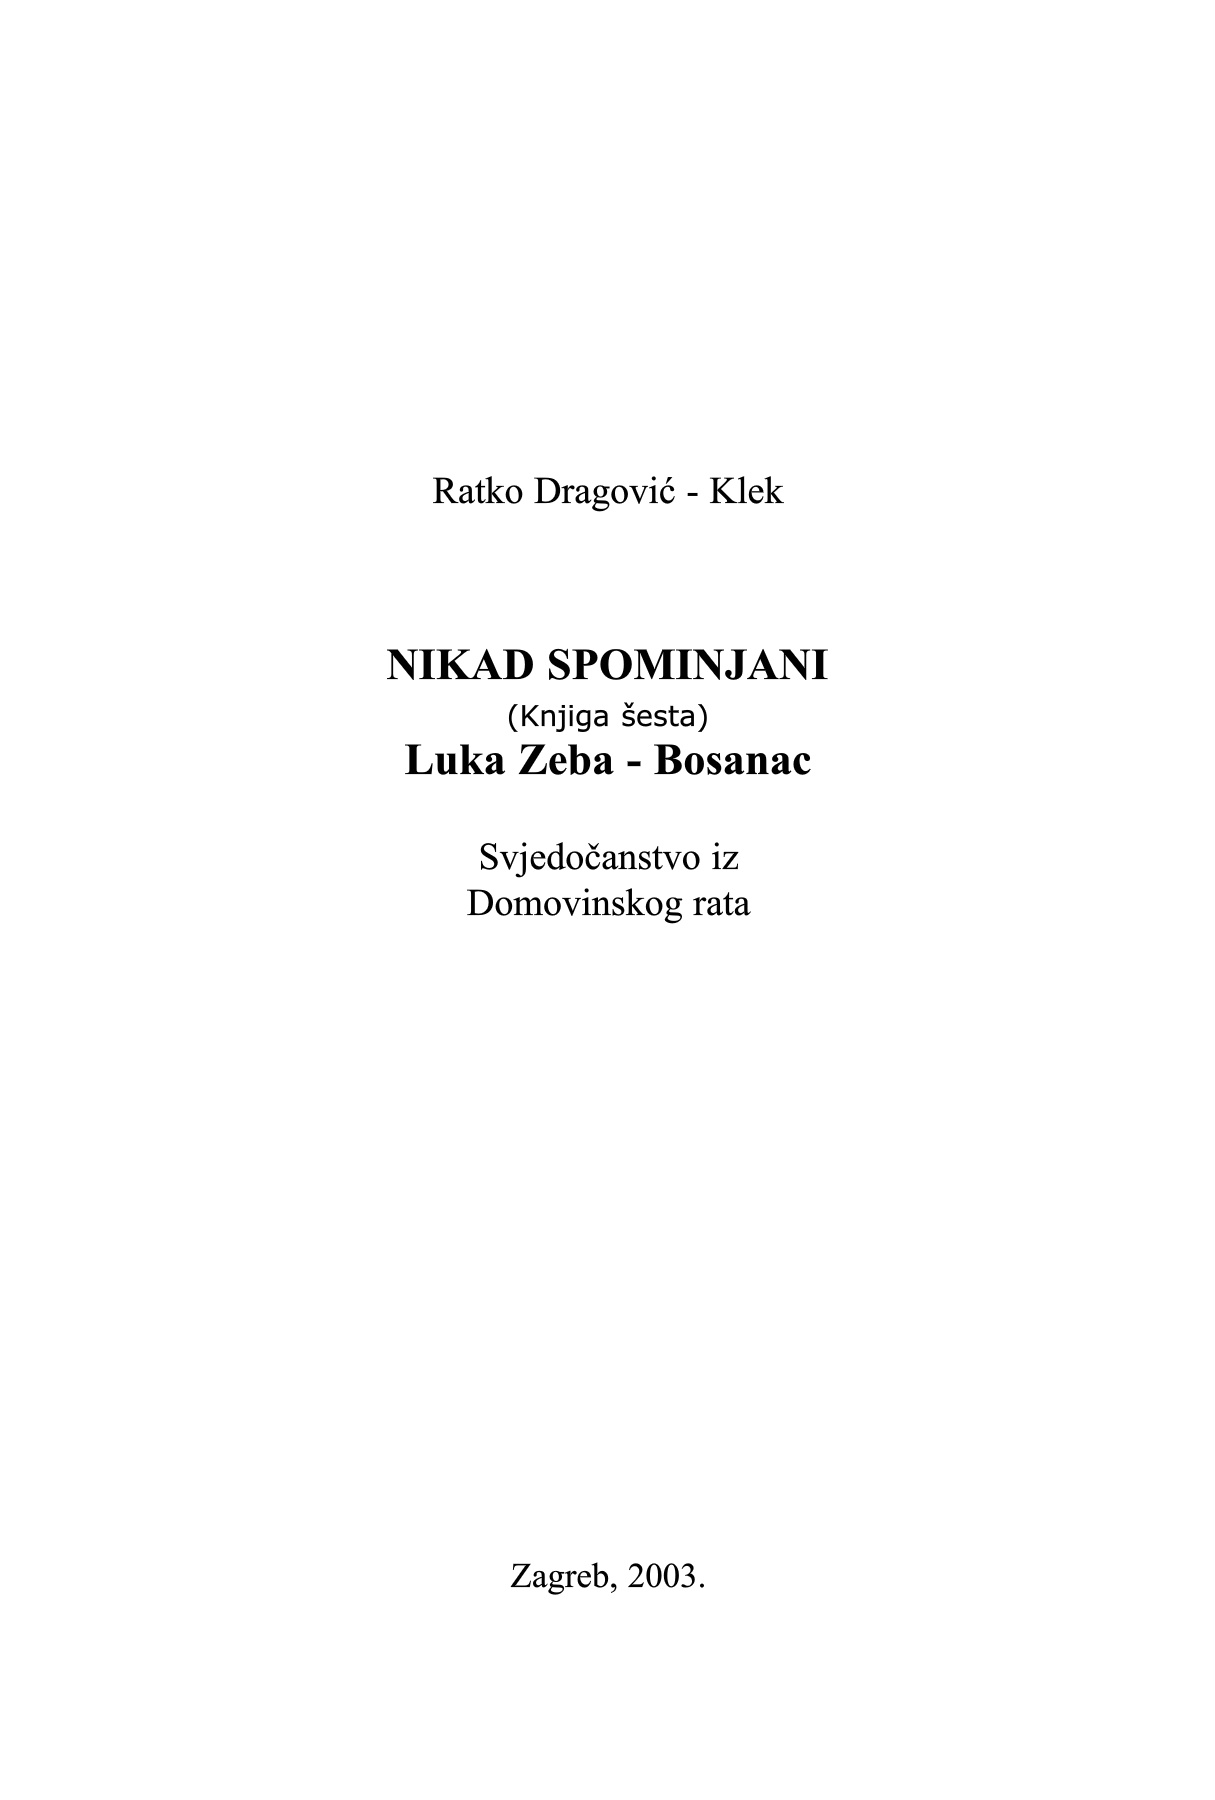 Ratko Dragović - Klek
NIKAD SPOMINJANI
(Knjiga šesta)
Luka Zeba - Bosanac
Svjedočanstvo iz
Domovinskog rata
Zagreb, 2003.